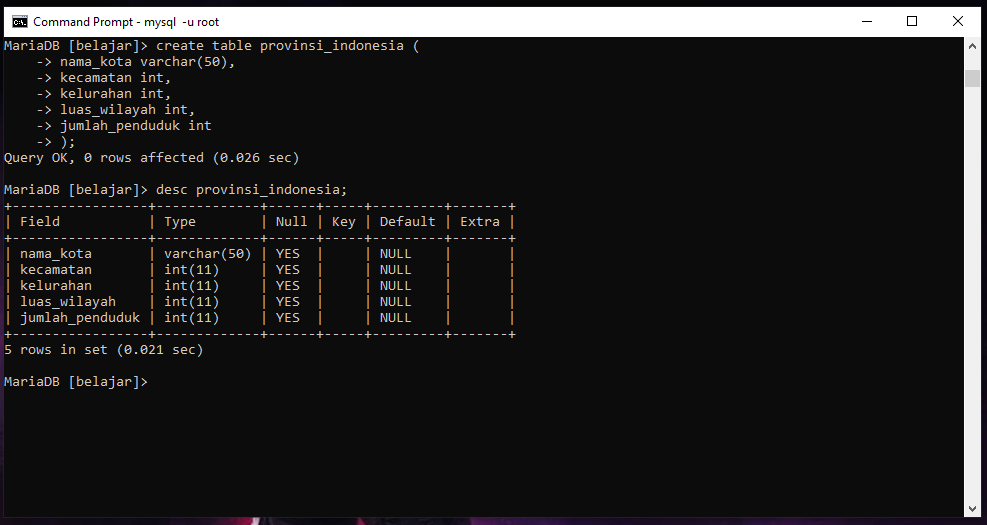 Command Prompt - mysql  -u root
MariaDB [belajar]> create table provinsi_indonesia (
    -> nama_kota varchar(50),
    -> kecamatan int,
    -> kelurahan int,
    -> luas_wilayah int,
    -> jumlah_penduduk int
    -> );
Query OK, 0 rows affected (0.026 sec)

MariaDB [belajar]> desc provinsi_indonesia;
+-----------------+-------------+------+-----+---------+-------+
| Field           | Type        | Null | Key | Default | Extra |
+-----------------+-------------+------+-----+---------+-------+
| nama_kota       | varchar(50) | YES  |     | NULL    |       |
| kecamatan       | int(11)     | YES  |     | NULL    |       |
| kelurahan       | int(11)     | YES  |     | NULL    |       |
| luas_wilayah    | int(11)     | YES  |     | NULL    |       |
| jumlah_penduduk | int(11)     | YES  |     | NULL    |       |
+-----------------+-------------+------+-----+---------+-------+
5 rows in set (0.021 sec)

MariaDB [belajar]>